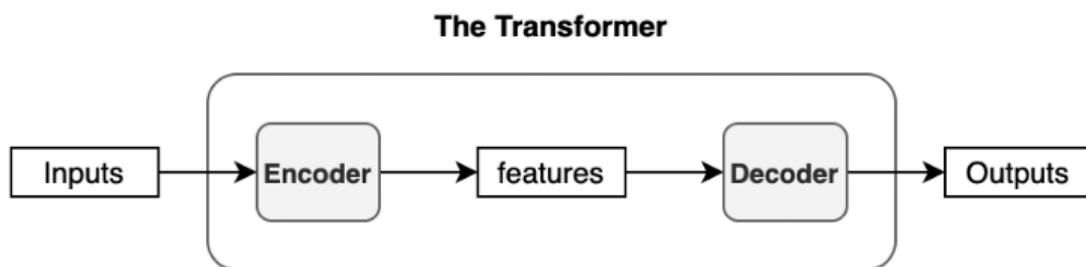 The Transformer
Inputs
Encoder
features
Decoder
Outputs